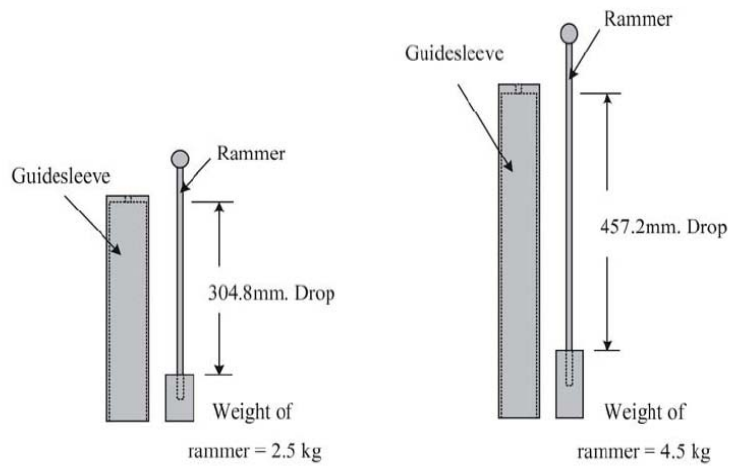 Guidesleeve
Rammer
304.8mm. Drop
Weight of
rammer = 2.5 kg
Guidesleeve
Rammer
457.2mm. Drop
Weight of
rammer = 4.5 kg